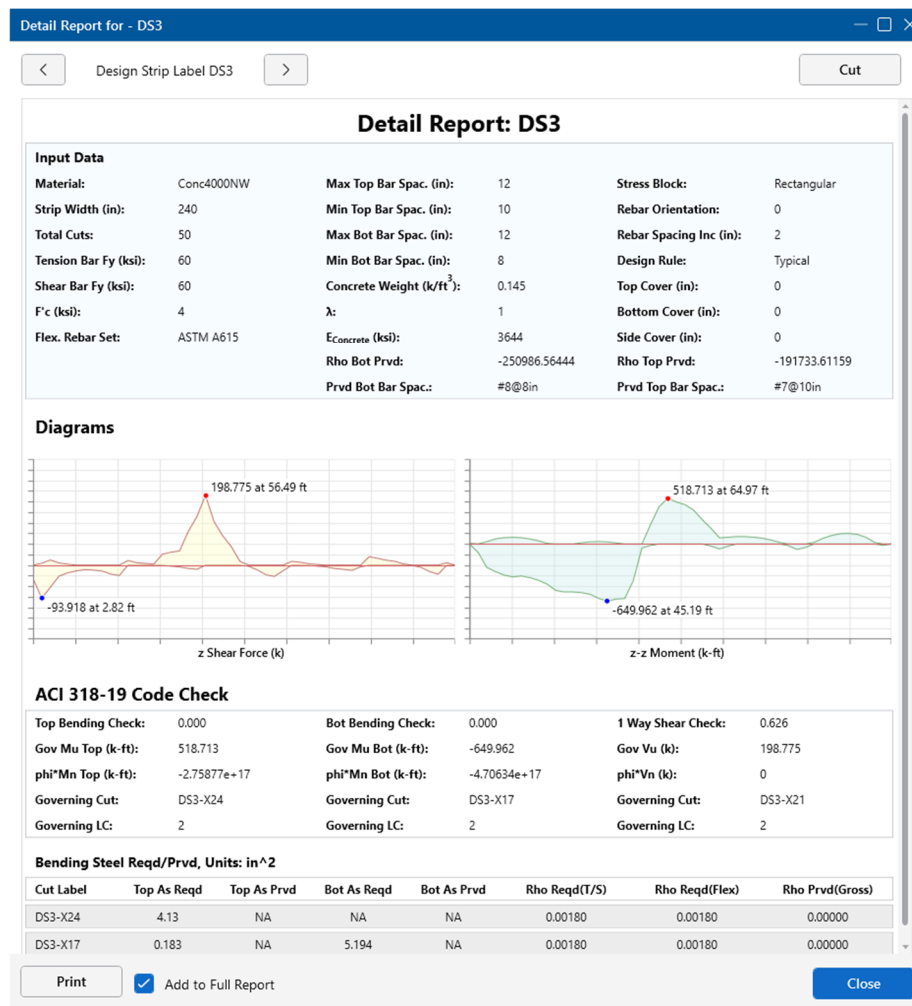 Detail Report for - DS3
Design Strip Label DS3
Cut
Detail Report: DS3
Input Data
Material: Conc4000NW Max Top Bar Spac. (in): 12 Stress Block: Rectangular
Strip Width (in): 240 Min Top Bar Spac. (in): 10 Rebar Orientation: 0
Total Cuts: 50 Max Bot Bar Spac. (in): 12 Rebar Spacing Inc (in): 2
Tension Bar Fy (ksi): 60 Min Bot Bar Spac. (in): 8 Design Rule: Typical
Shear Bar Fy (ksi): 60 Concrete Weight (k/ft³): 0.145 Top Cover (in): 0
F'c (ksi): 4 λ: 1 Bottom Cover (in): 0
Flex. Rebar Set: ASTM A615 EConcrete (ksi): 3644 Side Cover (in): 0
Rho Bot Prvd: -250986.56444 Rho Top Prvd: -191733.61159
Prvd Bot Bar Spac.: #8@8in Prvd Top Bar Spac.: #7@10in
Diagrams
198.775 at 56.49 ft 518.713 at 64.97 ft
-93.918 at 2.82 ft -649.962 at 45.19 ft
z Shear Force (k) z-z Moment (k-ft)
ACI 318-19 Code Check
Top Bending Check: 0.000 Bot Bending Check: 0.000 1 Way Shear Check: 0.626
Gov Mu Top (k-ft): 518.713 Gov Mu Bot (k-ft): -649.962 Gov Vu (k): 198.775
phi*Mn Top (k-ft): -2.75877e+17 phi*Mn Bot (k-ft): -4.70634e+17 phi*Vn (k): 0
Governing Cut: DS3-X24 Governing Cut: DS3-X17 Governing Cut: DS3-X21
Governing LC: 2 Governing LC: 2 Governing LC: 2
Bending Steel Reqd/Prvd, Units: in^2
Cut Label Top As Reqd Top As Prvd Bot As Reqd Bot As Prvd Rho Reqd(T/S) Rho Reqd(Flex) Rho Prvd(Gross)
DS3-X24 4.13 NA NA NA 0.00180 0.00180 0.00000
DS3-X17 0.183 NA 5.194 NA 0.00180 0.00180 0.00000
Print Add to Full Report Close